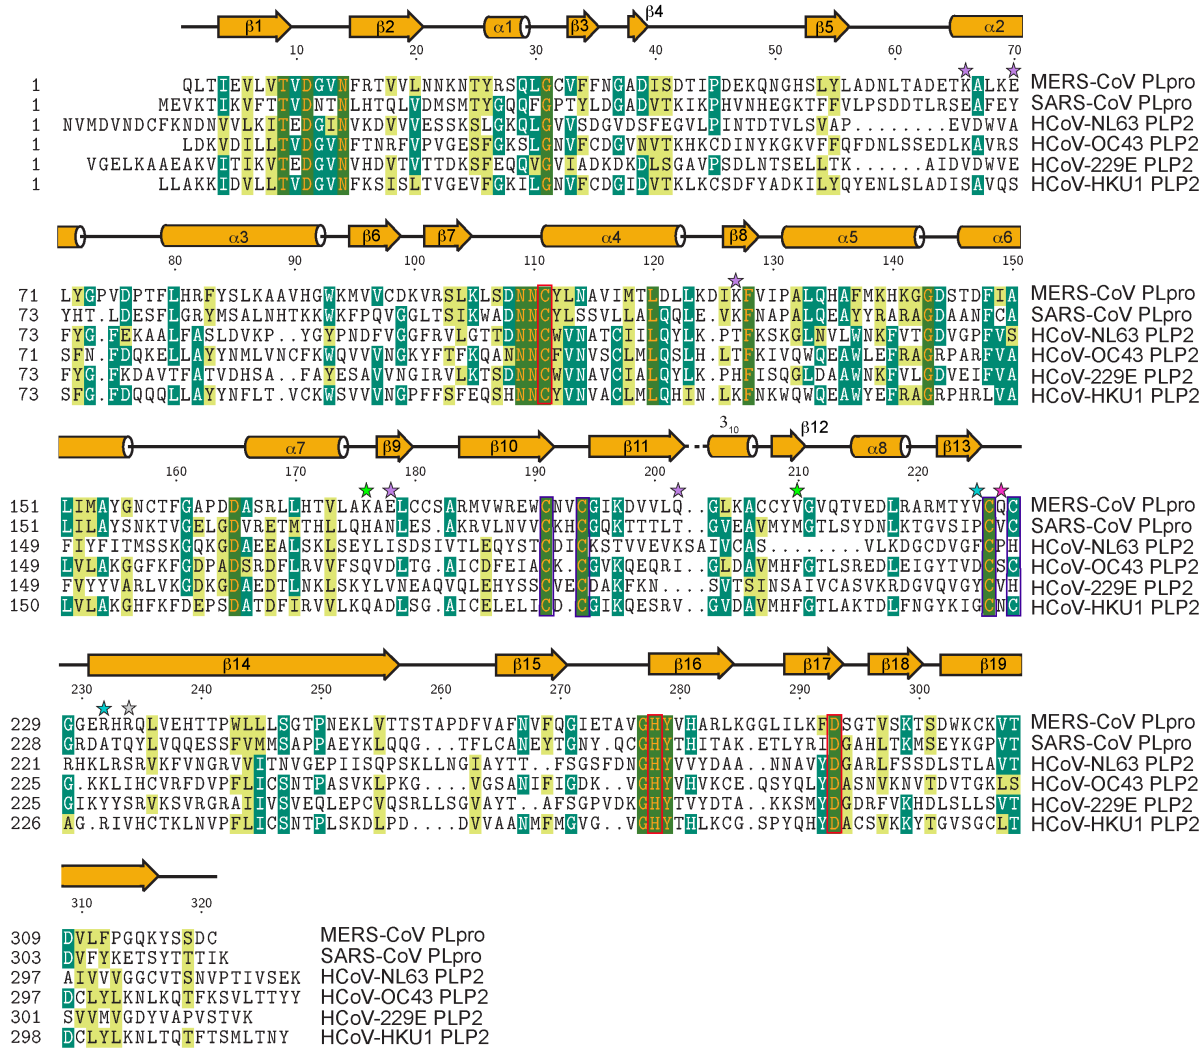 β1 β2 α1 β3 β4 β5 α2
10 20 30 40 50 60 70
1 QLTIEVLVTVDGVNFRTVVLNNKNTYRSQLGCVFFNGADISDTIPDEKQNGHSLYLADNLTADETKALKE MERS-CoV PLpro
1 MEVKTIKVFTTVDNTNLHTQLVDMSMTYGQQFGPTYLDGADVTKIKPHVNHEGKTFFVLPSDDTLRSEAFEY SARS-CoV PLpro
1 NVMDVNDCFKNDNVVLKITEDGINVKDVVVESSKSLGKQLGVVSDGVDSFEGVLPINTDTVLSVAP........EVDWVA HCoV-NL63 PLP2
1 LDKVDILLTVDGVNFTNRFVPVGESFGKSLGNVFCDGVNVTKHKCDINYKGKVFFQFDNLSSEDLKAVRS HCoV-OC43 PLP2
1 VGELKAAEAKVITIKVTEDGVNVHDVTVTTDKSFEQQVGVIADKDKDLSGAVPSDLNTSELLTK......AIDVDWVE HCoV-229E PLP2
1 LLAKKIDVLLTVDGVNFKSISLTVGEVFGKILGNVFCDGIDVTKLKCSDFYADKILYQYENLSLADISAVQS HCoV-HKU1 PLP2
α3 β6 β7 α4 β8 α5 α6
80 90 100 110 120 130 140 150
71 LYGPVDPTFLHRFYSLKAAVHGWKMVVCDKVRSLKLSDNNCYLNAVIMTLDLLKDIKFVIPALQHAFMKHKGGDSTDFIA MERS-CoV PLpro
73 YHT.LDESFLGRYMSALNHTKKWKFPQVGGLTSIKWADNNCYLSSVLLALQQLE.VKFNAPALQEAYYRARAGDAANFCA SARS-CoV PLpro
73 FYG.FEKAALFASLDVKP..YGYPNDFVGGFRVLGTTDNNCWVNATCIALQYLK.PTFKSKGLNVLWNKFVTGDVGPFVS HCoV-NL63 PLP2
71 SFN.FDQKELLAYYNMLVNCFKWQVVVNGKYFTFKQANNNCFVNVSCLMLQSLH.LTFKIVQWQEAWLEFRAGRPARFVA HCoV-OC43 PLP2
73 FYG.FKDAVTFATVDHSA..FAYESAVVNGIRVLKTSDNNCWVNAVCIALQYLK.PHFISQGLDAAWNKFVLGDVEIFVA HCoV-229E PLP2
73 SFG.FDQQQLLAYYNFLT.VCKWSVVVNGPFFSFEQSHNNCYVNVACLMLQHIN.LKFNKWQWQEAWYEFRAGRPHRLVA HCoV-HKU1 PLP2
α7 β9 β10 β11 3₁₀ β12 α8 β13
160 170 180 190 202 210 220
151 LIMAYGNCTFGAPDDASRLLHTVLAKAELCCSARMVWREWCNVCGIKDVVLQ.GLKACCYVGVQTVEDLRARMTYVCQC MERS-CoV PLpro
151 LILAYSNKTVGELGDVRETMTHLLQHANLES.AKRVLNVVCKHCGQKTTTLT.GVEAVMYMGTLSYDNLKTGVSIPCVC SARS-CoV PLpro
149 FIYFITMSSKGQKGDAEEALSKLSEYLISDSIVTLEQYSTCDICKSTVVEVKSAIVCAS........VLKDGCDVGFCPH HCoV-NL63 PLP2
149 LVLAKGGFKFGDPADSRDFLRVVFSQVDLTG.AICDFEIAC.KCGVKQEQRI.GLDAVMHFGTLSREDLEIGYTVDCSC HCoV-OC43 PLP2
149 FVYYVARLVKGDKGDAEDTLNKLSKYLVNEAQVQLEHYSSCVECDAKFKN....SVTSINSAIVCASVKRDGVQVGYCVH HCoV-229E PLP2
150 LVLAKGHFKFDEPSDATDFIRVVLKQADLSG.AICELELICD.CGIKQESRV.GVDAVMHFGTLAKTDLFNGYKIGCNC HCoV-HKU1 PLP2
β14 β15 β16 β17 β18 β19
230 240 250 260 270 280 290 300
229 GGERHRQLVEHTTPWLLLSGTPNEKLVTTSTAPDFVAFNVFQGIETAVGHYVHARLKGGLILKFDSGTVSKTSDWKCKVT MERS-CoV PLpro
228 GRDATQYLVQQESSFVMMSAPPAEYKLQQG...TFLCANEYTGNY.QCGHYTHITAK.ETLYRIDGAHLTKMSEYKGPVT SARS-CoV PLpro
221 RHKLRSRVKFVNGRVVITNVGEPIISQPSKLLNGIAYTT.FSGSFDNGHYVVYDAA..NNAVYDGARLFSSDLSTLAVT HCoV-NL63 PLP2
225 G.KKLIHCVRFDVPFLICSNTPASVKLPKG....VGSANIFIGDK..VGHYVHVKCE.QSYQLYDASNVKNVTDVTGKLS HCoV-OC43 PLP2
225 GIKYYSRVKSVRGRAIIVSVEQLEPCVQSRLLSGVAYT.AFSGPVDKGHYTVYDTA..KKSMYDGDRFVKHDLSLLSVT HCoV-229E PLP2
226 AG.RIVHCTKLNVPFLICSNTPLSKDLPD....DVVAANMFMGVG..VGHYTHLKCG.SPYQHYDACSVKKYTGVSGCLT HCoV-HKU1 PLP2
310 320
309 DVLFPGQKYSSDC MERS-CoV PLpro
303 DVFYKETSYTTTIK SARS-CoV PLpro
297 AIVVVGGCVTSNVPTIVSEK HCoV-NL63 PLP2
297 DCLYLKNLKQTFKSVLTTYY HCoV-OC43 PLP2
301 SVVMVGDYVAPVSTVK HCoV-229E PLP2
298 DCLYLKNLTQTFTSMLTNY HCoV-HKU1 PLP2